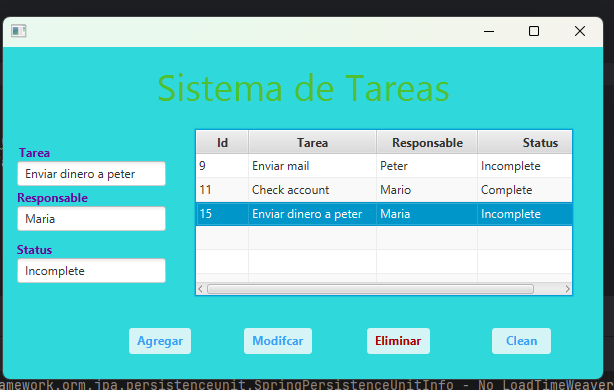 Sistema de Tareas
Tarea
Enviar dinero a peter
Responsable
Maria
Status
Incomplete
Id Tarea Responsable Status
9 Enviar mail Peter Incomplete
11 Check account Mario Complete
15 Enviar dinero a peter Maria Incomplete
Agregar Modifcar Eliminar Clean
amework.orm.jpa.persistenceunit.SpringPersistenceUnitInfo - No LoadTimeWeaver